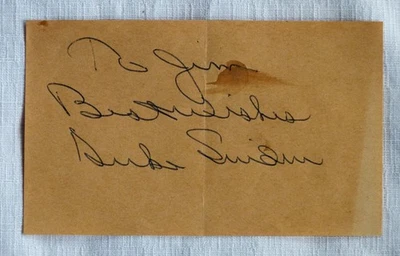 To Jim
Best Wishes
Duke Snider